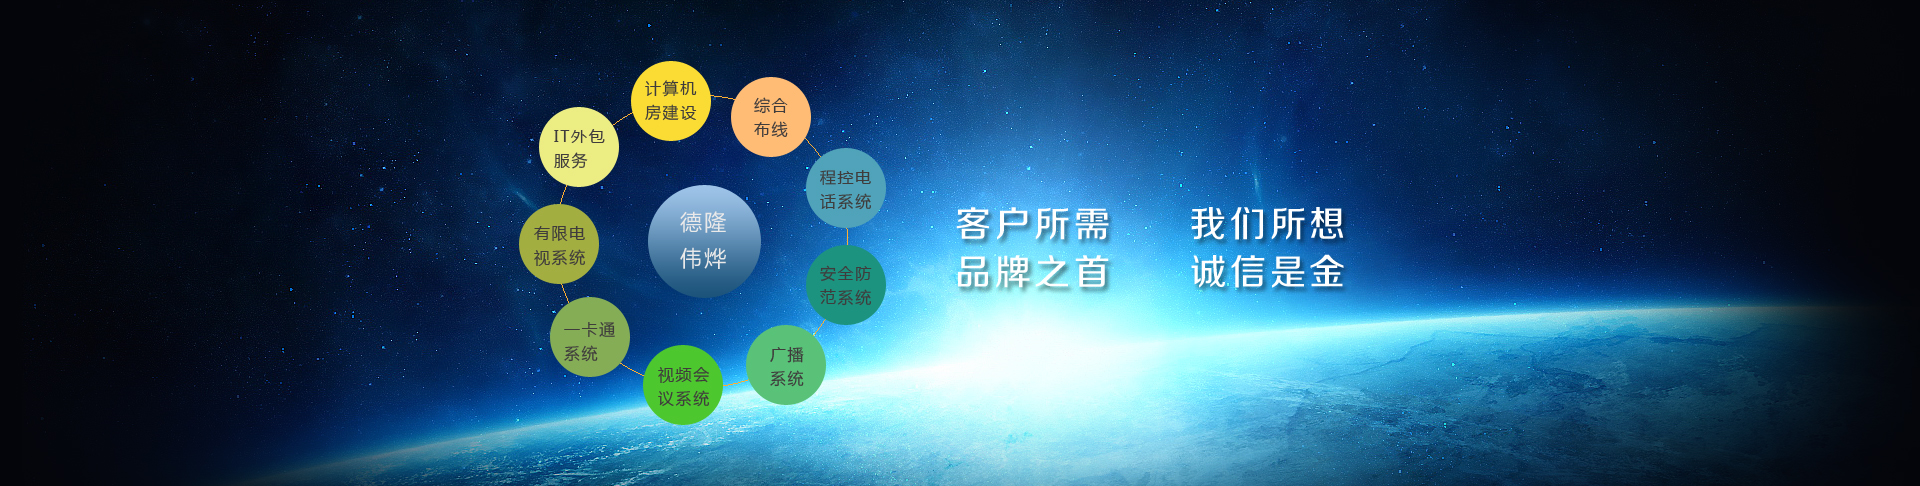 计算机
房建设
综合
布线
IT外包
服务
程控电
话系统
德隆
伟烨
有限电
视系统
安全防
范系统
一卡通
系统
广播
系统
视频会
议系统
客户所需 我们所想
品牌之首 诚信是金